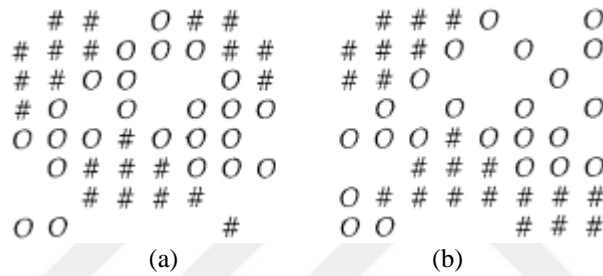 # # O # #
# # # O O O # #
# # O O O #
# O O O O O
O O O # O O O
O # # # O O O
# # # #
O O #
(a)
# # # O O
# # # O O O
# # O O
O O O O
O O O # O O O
# # # O O O
O # # # # # # #
O O # # #
(b)